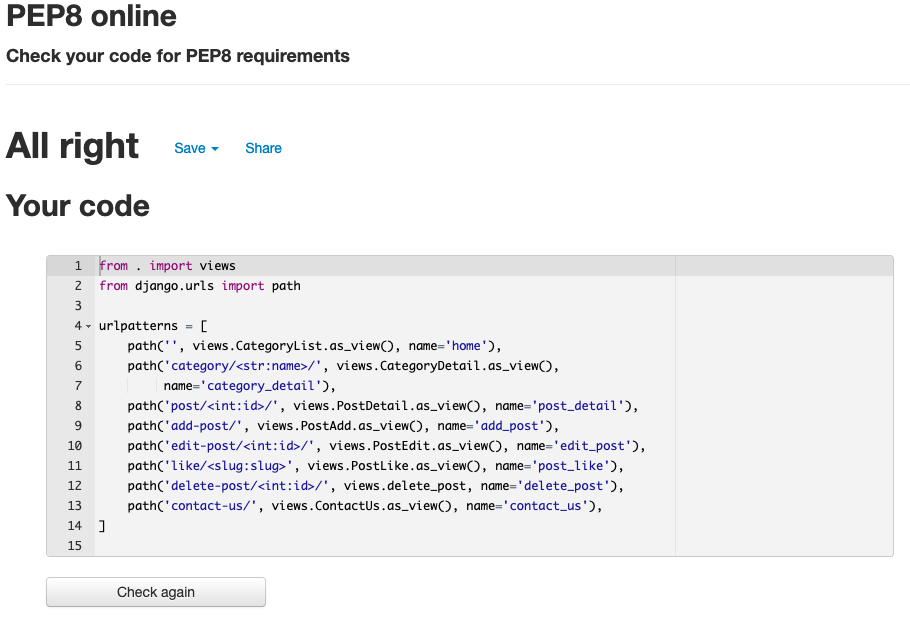 PEP8 online
Check your code for PEP8 requirements
All right Save Share
Your code
1 from . import views
2 from django.urls import path
3
4 urlpatterns = [
5     path('', views.CategoryList.as_view(), name='home'),
6     path('category/<str:name>/', views.CategoryDetail.as_view(),
7          name='category_detail'),
8     path('post/<int:id>/', views.PostDetail.as_view(), name='post_detail'),
9     path('add-post/', views.PostAdd.as_view(), name='add_post'),
10     path('edit-post/<int:id>/', views.PostEdit.as_view(), name='edit_post'),
11     path('like/<slug:slug>', views.PostLike.as_view(), name='post_like'),
12     path('delete-post/<int:id>/', views.delete_post, name='delete_post'),
13     path('contact-us/', views.ContactUs.as_view(), name='contact_us'),
14 ]
15
Check again